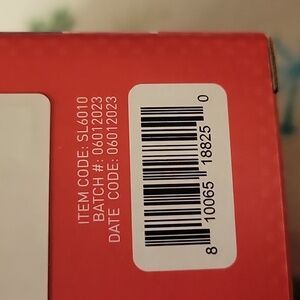 ITEM CODE: SL6010
BATCH #: 06012023
DATE CODE: 06012023
8 10065 18825 0